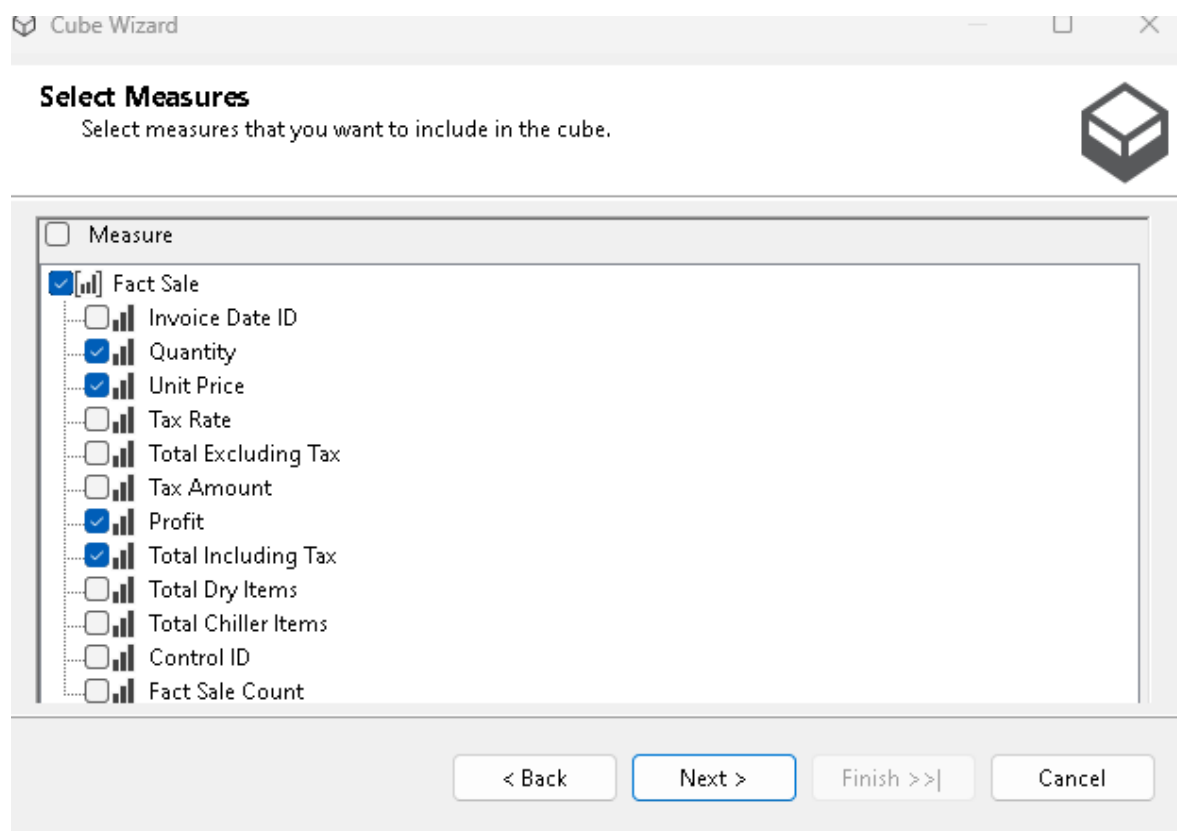 Cube Wizard
Select Measures
Select measures that you want to include in the cube.
Measure
Fact Sale
Invoice Date ID
Quantity
Unit Price
Tax Rate
Total Excluding Tax
Tax Amount
Profit
Total Including Tax
Total Dry Items
Total Chiller Items
Control ID
Fact Sale Count
< Back Next > Finish >>| Cancel